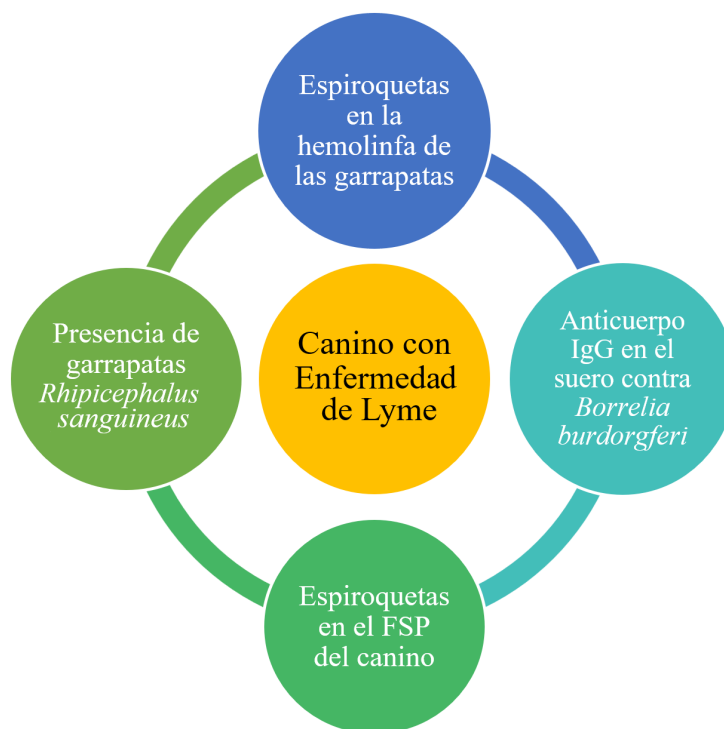 Espiroquetas
en la
hemolinfa de
las garrapatas
Presencia de
garrapatas
Rhipicephalus
sanguineus
Canino con
Enfermedad
de Lyme
Anticuerpo
IgG en el
suero contra
Borrelia
burdorgferi
Espiroquetas
en el FSP
del canino